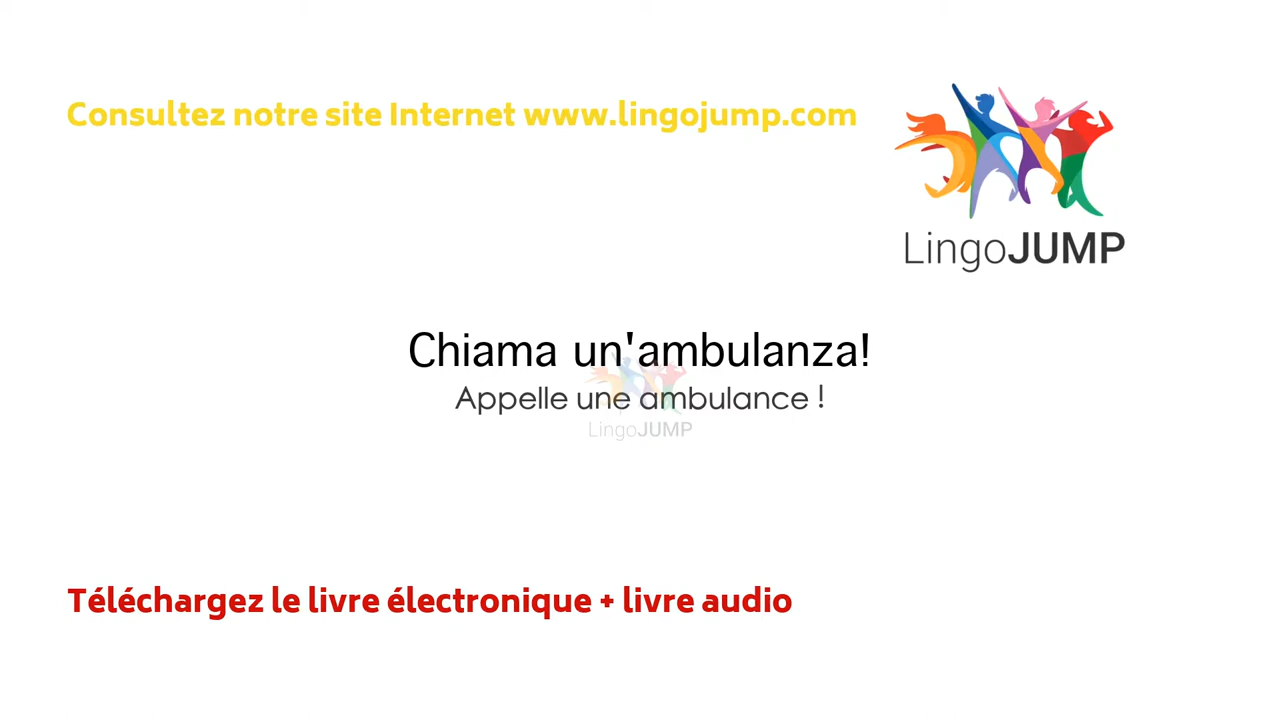 Consultez notre site Internet www.lingojump.com
LingoJUMP
Chiama un'ambulanza!
Appelle une ambulance !
LingoJUMP
Téléchargez le livre électronique + livre audio